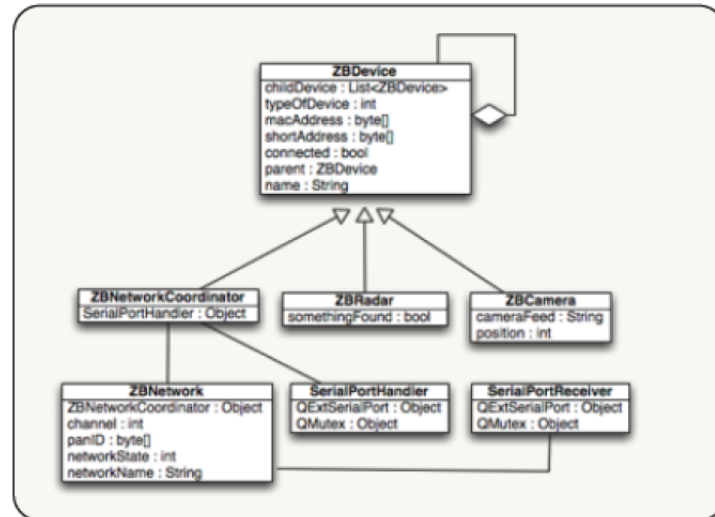 ZBDevice
childDevice : List<ZBDevice>
typeOfDevice : int
macAddress : byte[]
shortAddress : byte[]
connected : bool
parent : ZBDevice
name : String
ZBNetworkCoordinator
SerialPortHandler : Object
ZBRadar
somethingFound : bool
ZBCamera
cameraFeed : String
position : int
ZBNetwork
ZBNetworkCoordinator : Object
channel : int
panID : byte[]
networkState : int
networkName : String
SerialPortHandler
QExtSerialPort : Object
QMutex : Object
SerialPortReceiver
QExtSerialPort : Object
QMutex : Object